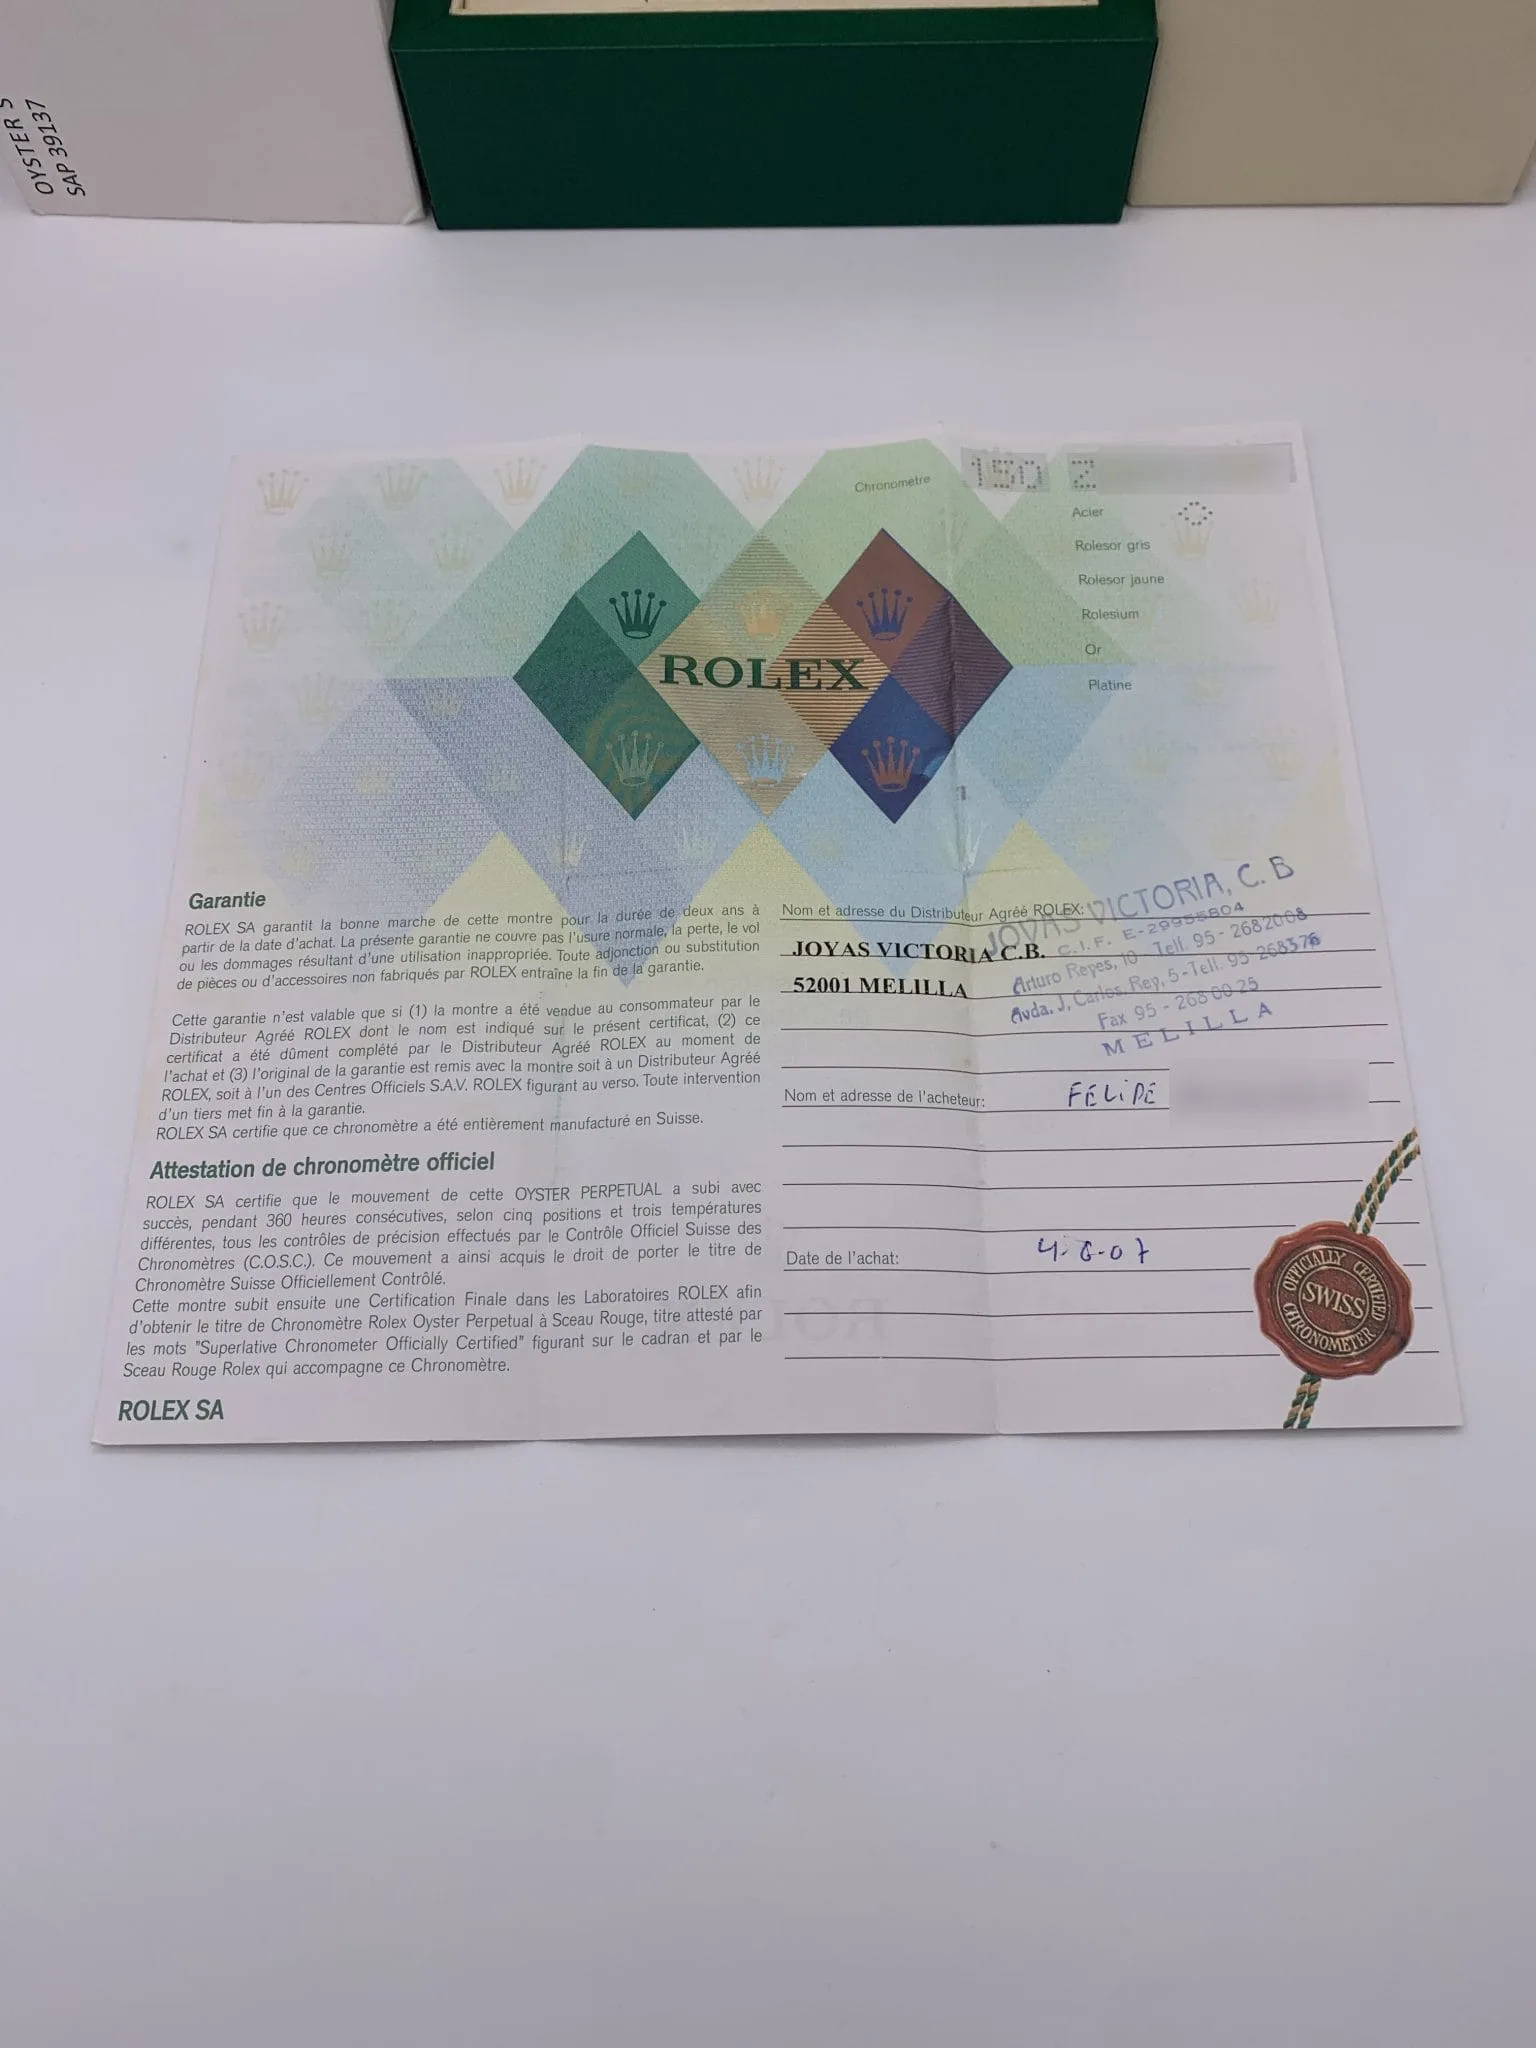 OYSTER S
SAP 39137
Chronomètre
150 Z
Acier
Rolesor gris
Rolesor jaune
Rolesium
Or
Platine
ROLEX
Garantie
ROLEX SA garantit la bonne marche de cette montre pour la durée de deux ans à
partir de la date d'achat. La présente garantie ne couvre pas l'usure normale, la perte, le vol
ou les dommages résultant d'une utilisation inappropriée. Toute adjonction ou substitution
de pièces ou d'accessoires non fabriqués par ROLEX entraîne la fin de la garantie.
Cette garantie n'est valable que si (1) la montre a été vendue au consommateur par le
Distributeur Agréé ROLEX dont le nom est indiqué sur le présent certificat, (2) ce
certificat a été dûment complété par le Distributeur Agréé ROLEX au moment de
l'achat et (3) l'original de la garantie est remis avec la montre soit à un Distributeur Agréé
ROLEX, soit à l'un des Centres Officiels S.A.V. ROLEX figurant au verso. Toute intervention
d'un tiers met fin à la garantie.
ROLEX SA certifie que ce chronomètre a été entièrement manufacturé en Suisse.
Attestation de chronomètre officiel
ROLEX SA certifie que le mouvement de cette OYSTER PERPETUAL a subi avec
succès, pendant 360 heures consécutives, selon cinq positions et trois températures
différentes, tous les contrôles de précision effectués par le Contrôle Officiel Suisse des
Chronomètres (C.O.S.C.). Ce mouvement a ainsi acquis le droit de porter le titre de
Chronomètre Suisse Officiellement Contrôlé.
Cette montre subit ensuite une Certification Finale dans les Laboratoires ROLEX afin
d'obtenir le titre de Chronomètre Rolex Oyster Perpetual à Sceau Rouge, titre attesté par
les mots "Superlative Chronometer Officially Certified" figurant sur le cadran et par le
Sceau Rouge Rolex qui accompagne ce Chronomètre.
ROLEX SA
Nom et adresse du Distributeur Agréé ROLEX:
JOYAS VICTORIA C.B.
52001 MELILLA
JOYAS VICTORIA, C. B
C.I.F. E-29955804
Arturo Reyes, 10 - Tell. 95 - 2682008
Avda. J. Carlos. Rey, 5 - Tell. 95 268376
Fax 95 - 268 00 25
MELILLA
Nom et adresse de l'acheteur:
FELIPE
Date de l'achat:
4-6-07
OFFICIALLY CERTIFIED
SWISS
CHRONOMETER